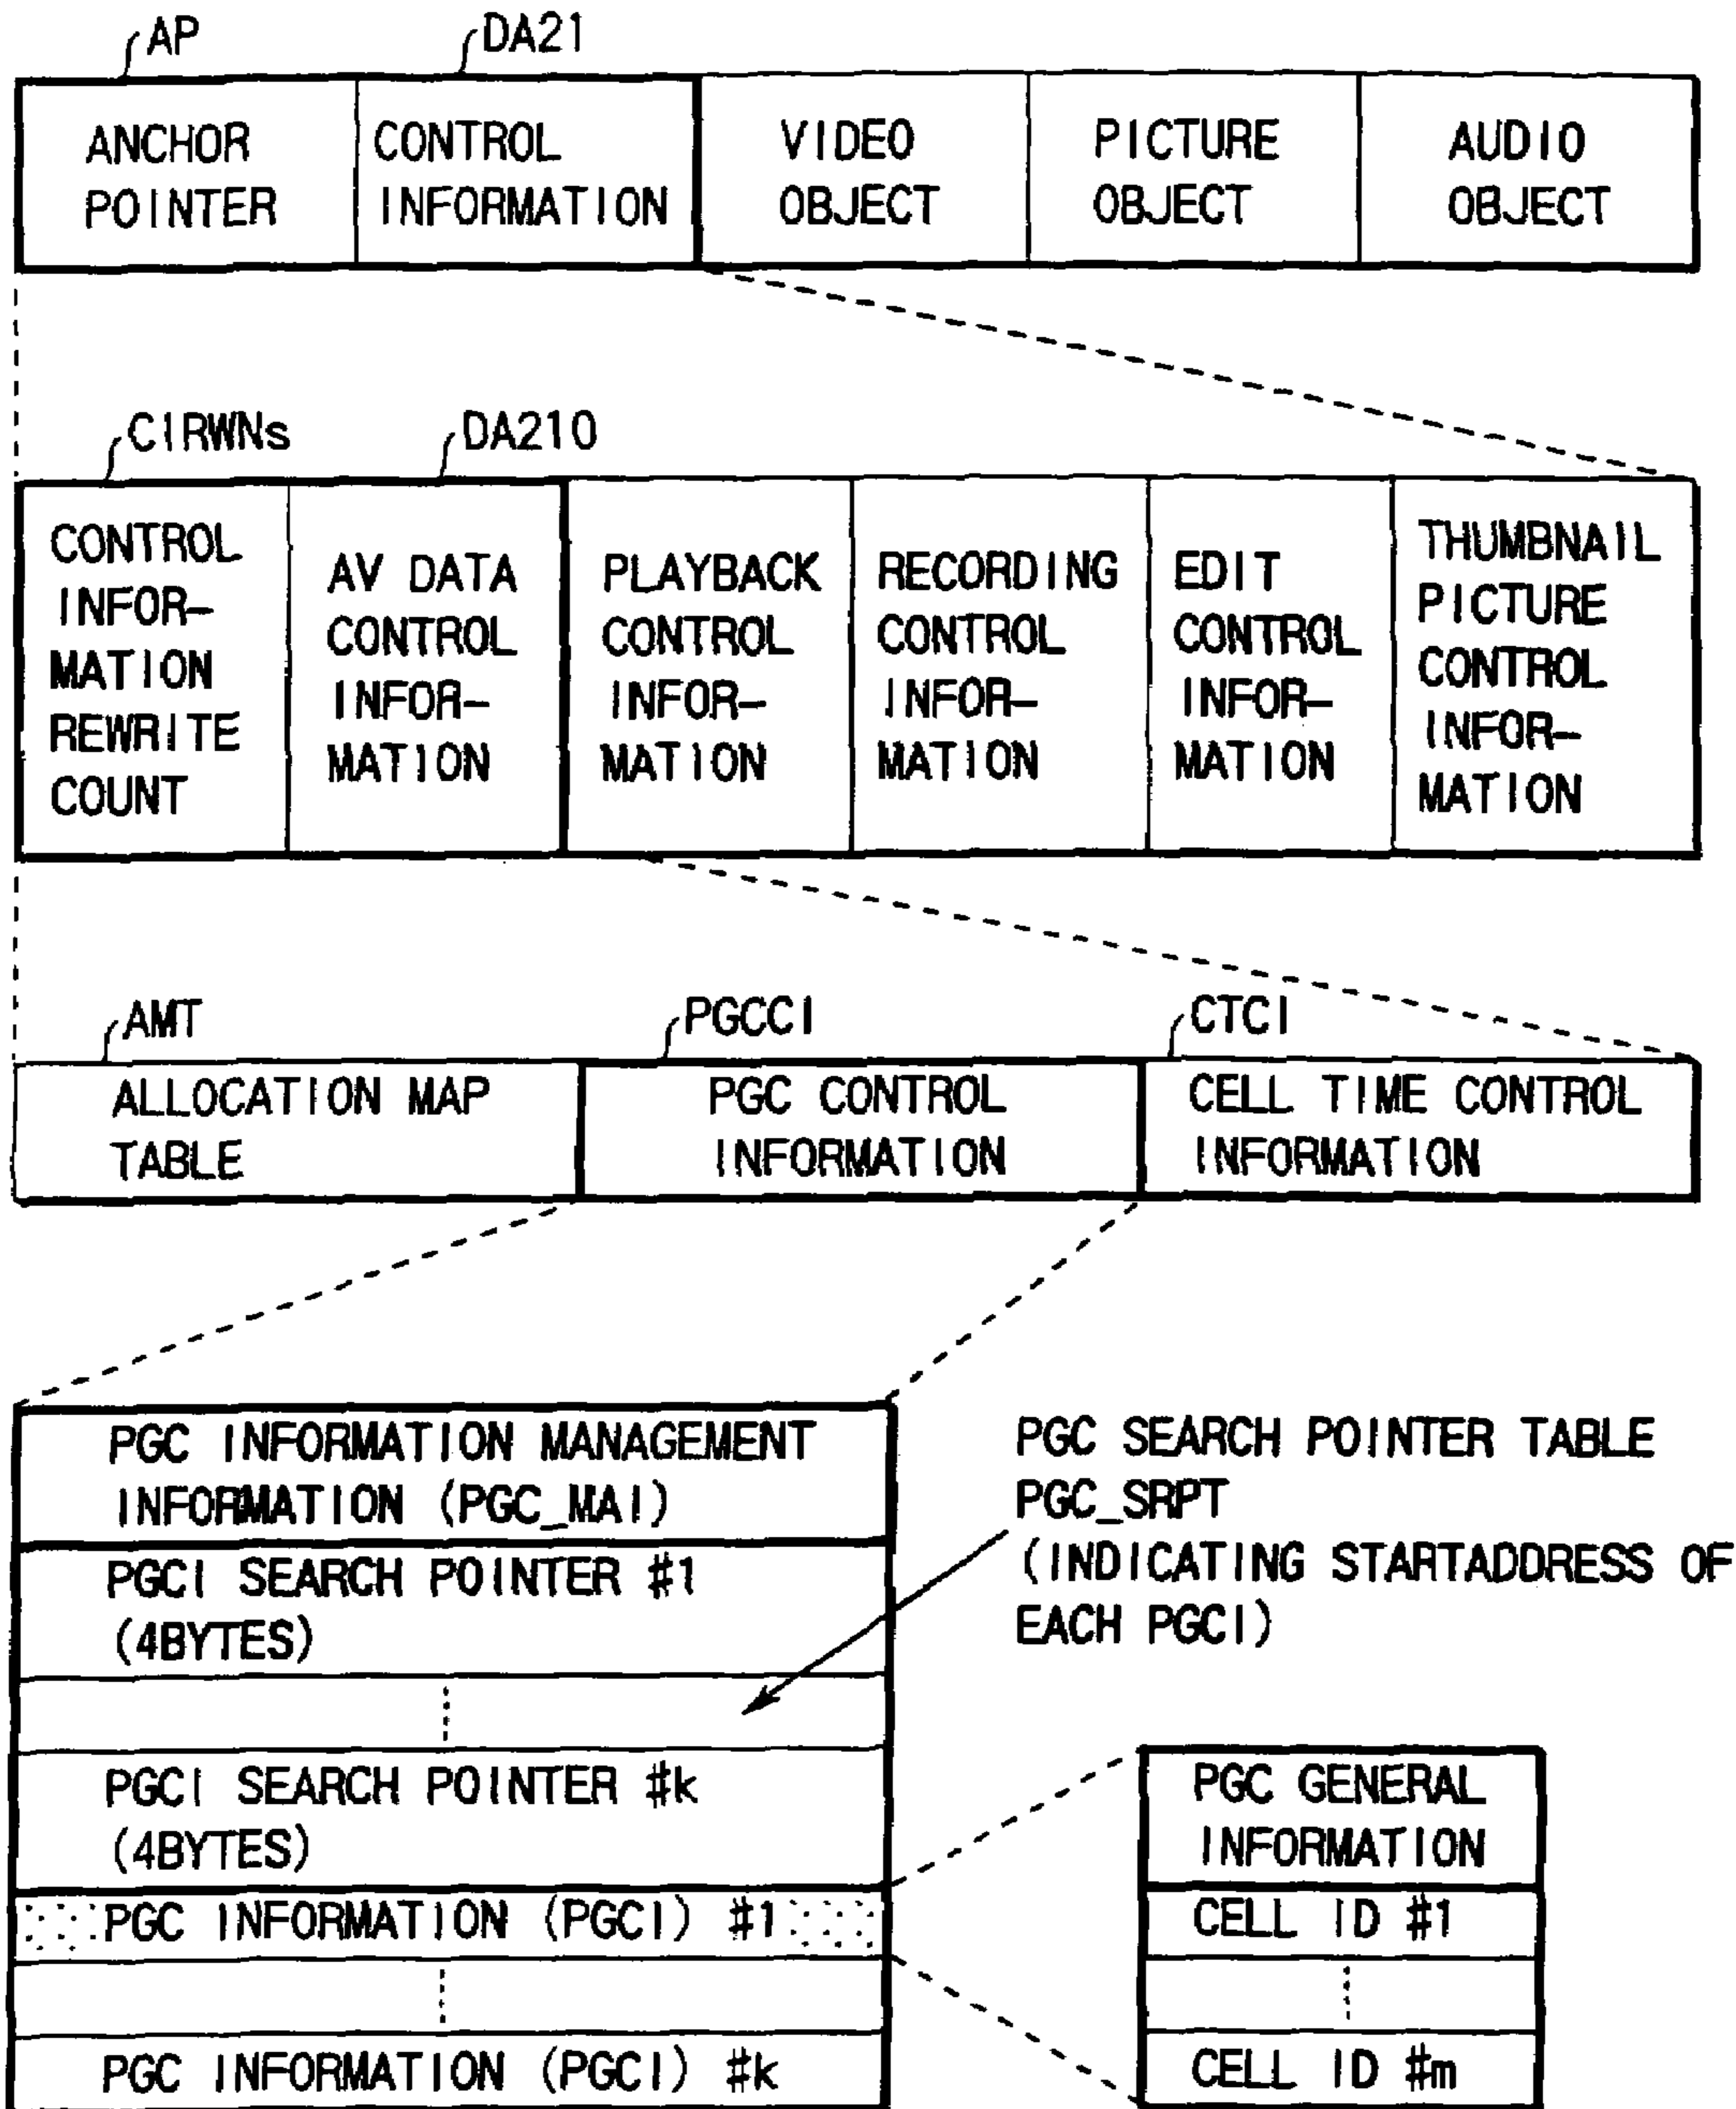 AP
DA21
ANCHOR
POINTER
CONTROL
INFORMATION
VIDEO
OBJECT
PICTURE
OBJECT
AUDIO
OBJECT
CIRWNs
DA210
CONTROL
INFOR-
MATION
REWRITE
COUNT
AV DATA
CONTROL
INFOR-
MATION
PLAYBACK
CONTROL
INFOR-
MATION
RECORDING
CONTROL
INFOR-
MATION
EDIT
CONTROL
INFOR-
MATION
THUMBNAIL
PICTURE
CONTROL
INFOR-
MATION
AMT
PGCCI
CTCI
ALLOCATION MAP
TABLE
PGC CONTROL
INFORMATION
CELL TIME CONTROL
INFORMATION
PGC INFORMATION MANAGEMENT
INFORMATION (PGC_MAI)
PGCI SEARCH POINTER #1
(4BYTES)
PGCI SEARCH POINTER #k
(4BYTES)
PGC INFORMATION (PGCI) #1
PGC INFORMATION (PGCI) #k
PGC SEARCH POINTER TABLE
PGC_SRPT
(INDICATING STARTADDRESS OF
EACH PGCI)
PGC GENERAL
INFORMATION
CELL ID #1
CELL ID #m